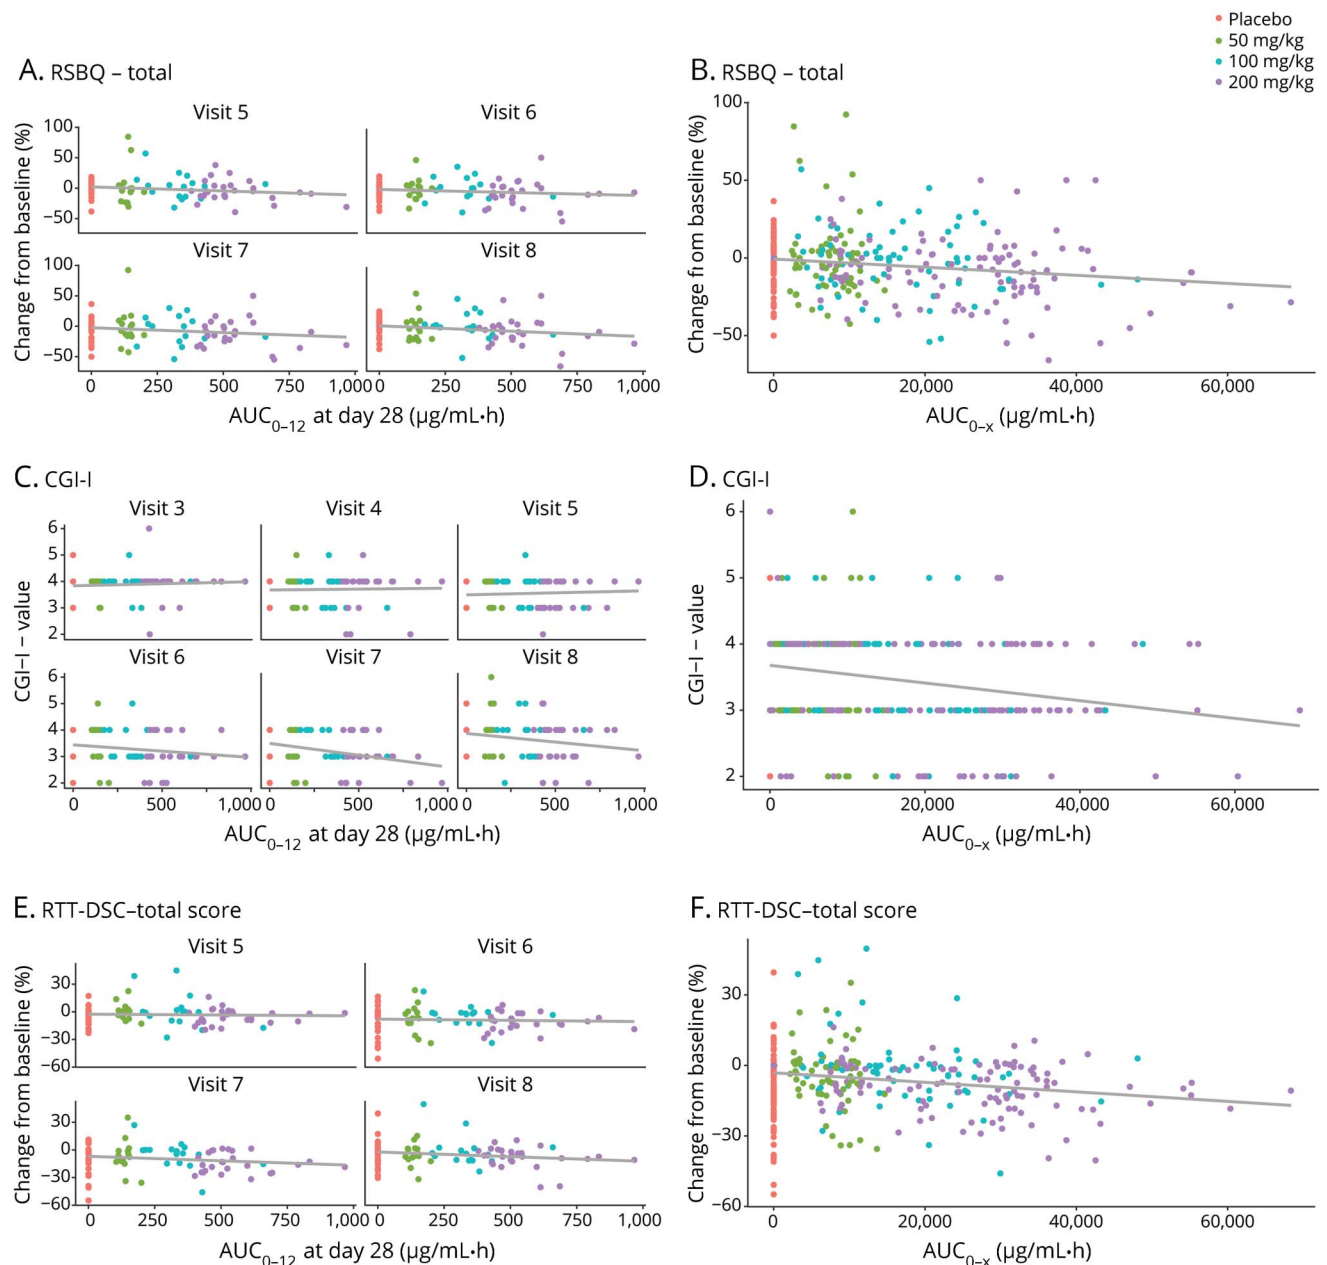 Placebo
50 mg/kg
100 mg/kg
200 mg/kg
A. RSBQ – total
Visit 5
Visit 6
100
50
0
−50
Visit 7
Visit 8
100
50
0
−50
Change from baseline (%)
0 250 500 750 1,000 0 250 500 750 1,000
AUC0–12 at day 28 (µg/mL·h)
B. RSBQ – total
100
50
0
−50
Change from baseline (%)
0 20,000 40,000 60,000
AUC0–x (µg/mL·h)
C. CGI-I
Visit 3
Visit 4
Visit 5
6
5
4
3
2
Visit 6
Visit 7
Visit 8
6
5
4
3
2
CGI−I – value
0 500 1,000 0 500 1,000 0 500 1,000
AUC0–12 at day 28 (µg/mL·h)
D. CGI-I
6
5
4
3
2
CGI−I – value
0 20,000 40,000 60,000
AUC0–x (µg/mL·h)
E. RTT-DSC–total score
Visit 5
Visit 6
30
0
−30
−60
Visit 7
Visit 8
30
0
−30
−60
Change from baseline (%)
0 250 500 750 1,000 0 250 500 750 1,000
AUC0–12 at day 28 (µg/mL·h)
F. RTT-DSC–total score
30
0
−30
−60
Change from baseline (%)
0 20,000 40,000 60,000
AUC0–x (µg/mL·h)